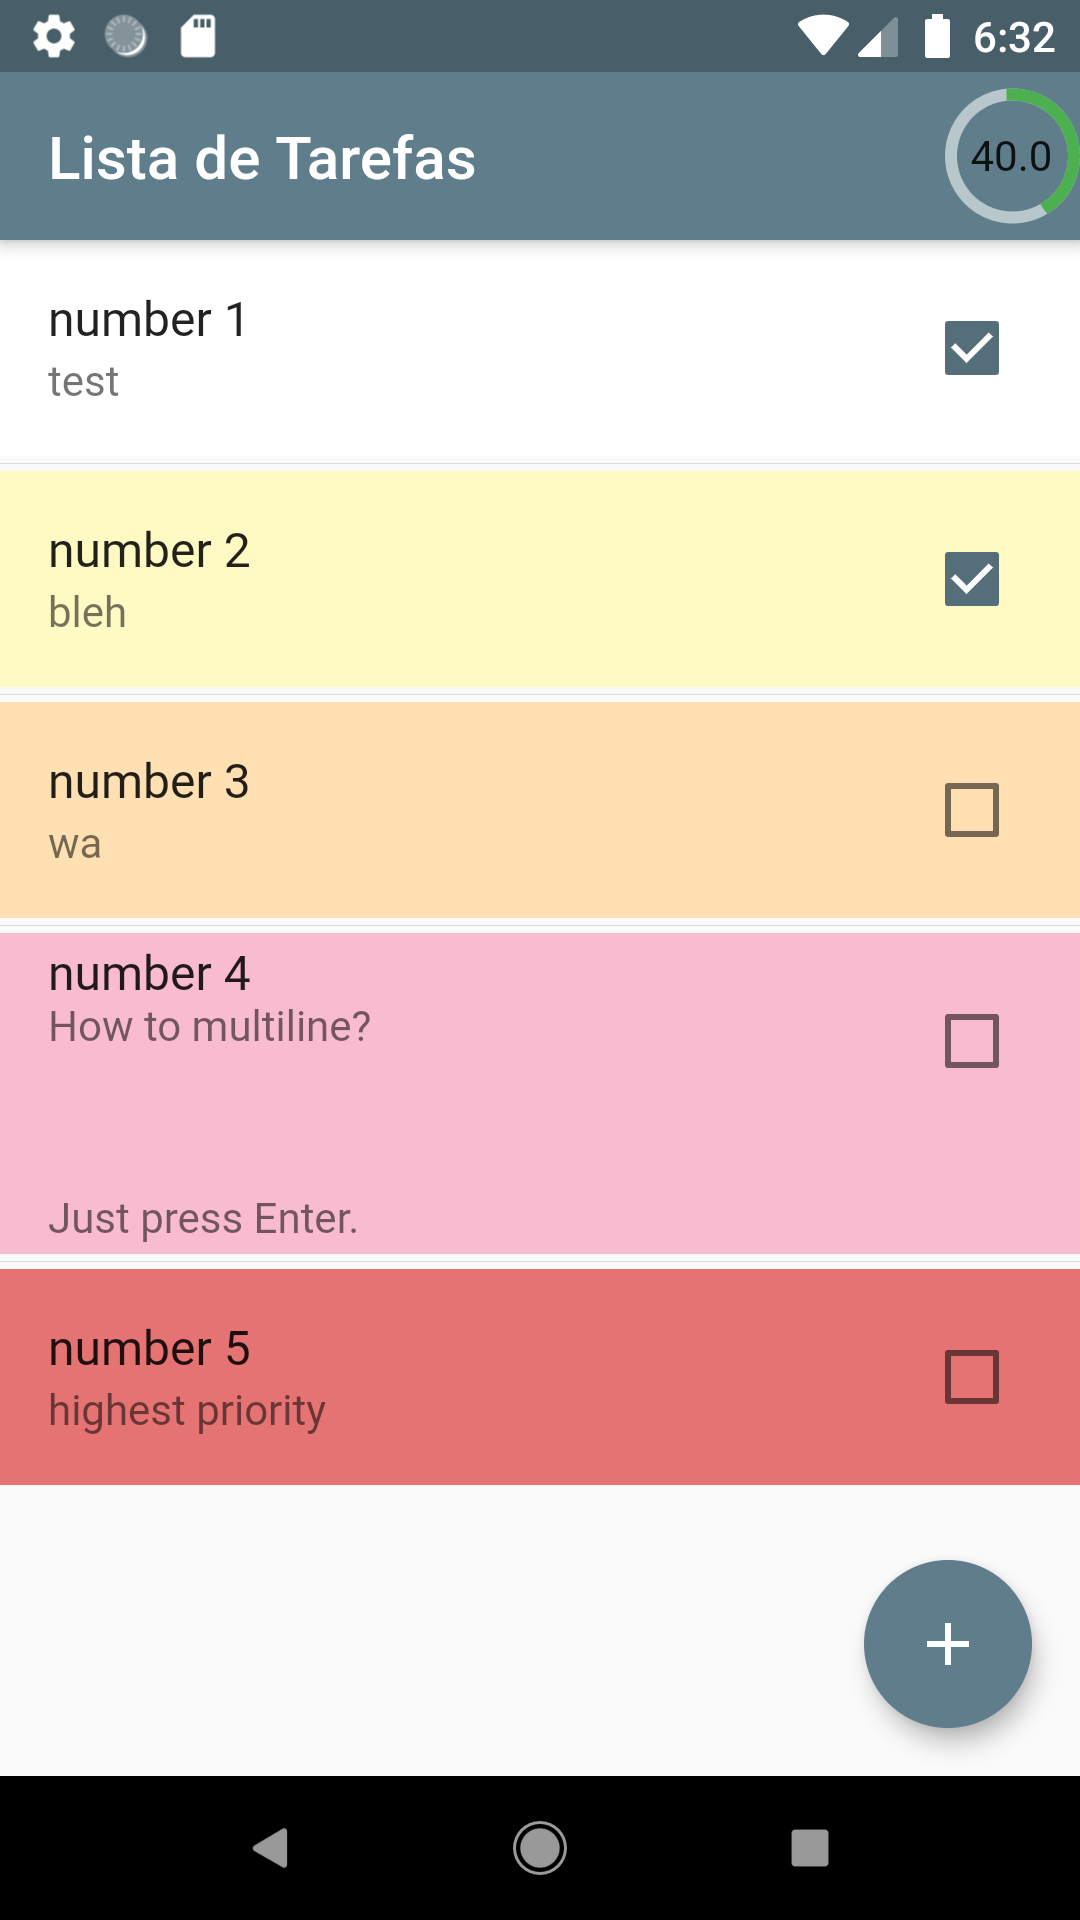 6:32
Lista de Tarefas
40.0
number 1
test
number 2
bleh
number 3
wa
number 4
How to multiline?
Just press Enter.
number 5
highest priority